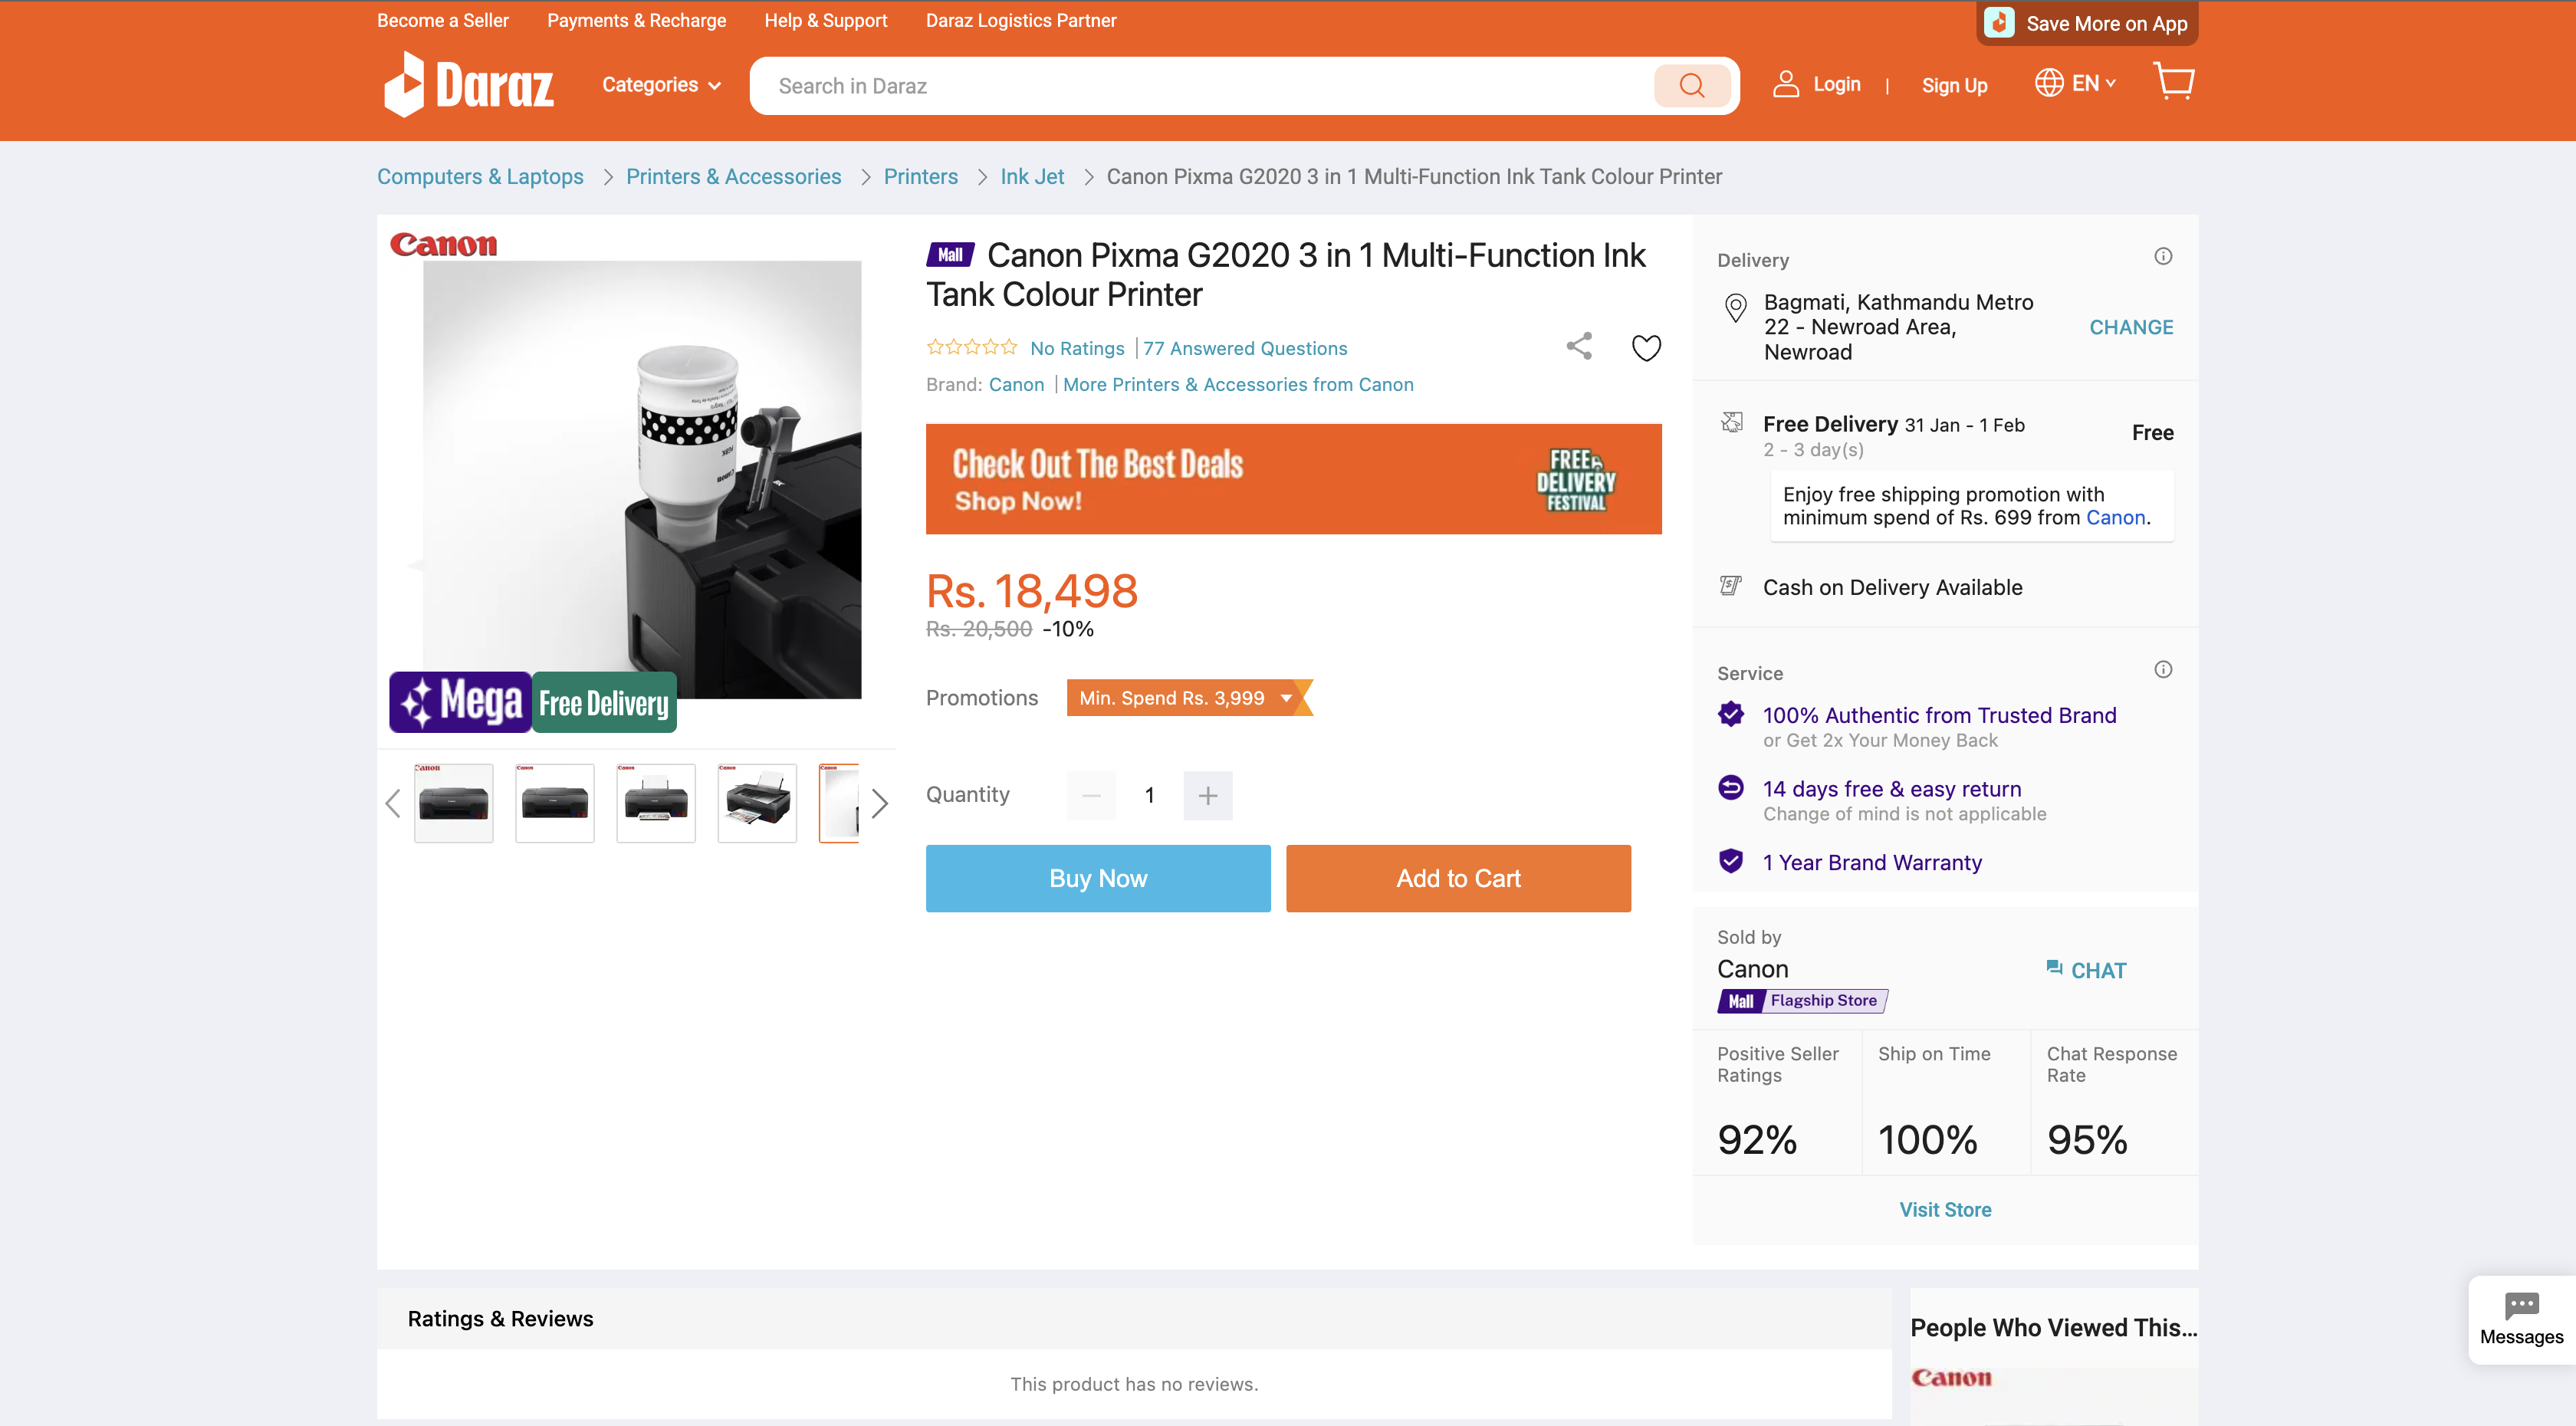 Become a Seller
Payments & Recharge
Help & Support
Daraz Logistics Partner
Save More on App
Daraz
Categories
Search in Daraz
Login
|
Sign Up
EN
Computers & Laptops > Printers & Accessories > Printers > Ink Jet > Canon Pixma G2020 3 in 1 Multi-Function Ink Tank Colour Printer
Canon
Mega
Free Delivery
Canon
Canon
Canon
Canon
Canon
Mall Canon Pixma G2020 3 in 1 Multi-Function Ink
Tank Colour Printer
No Ratings | 77 Answered Questions
Brand: Canon | More Printers & Accessories from Canon
Check Out The Best Deals
Shop Now!
FREE
DELIVERY
FESTIVAL
Rs. 18,498
Rs. 20,500 -10%
Promotions
Min. Spend Rs. 3,999
Quantity
1
Buy Now
Add to Cart
Delivery
Bagmati, Kathmandu Metro
22 - Newroad Area,
Newroad
CHANGE
Free Delivery 31 Jan - 1 Feb
Free
2 - 3 day(s)
Enjoy free shipping promotion with
minimum spend of Rs. 699 from Canon.
Cash on Delivery Available
Service
100% Authentic from Trusted Brand
or Get 2x Your Money Back
14 days free & easy return
Change of mind is not applicable
1 Year Brand Warranty
Sold by
Canon
CHAT
Mall Flagship Store
Positive Seller
Ratings
92%
Ship on Time
100%
Chat Response
Rate
95%
Visit Store
Ratings & Reviews
This product has no reviews.
People Who Viewed This...
Canon
Messages